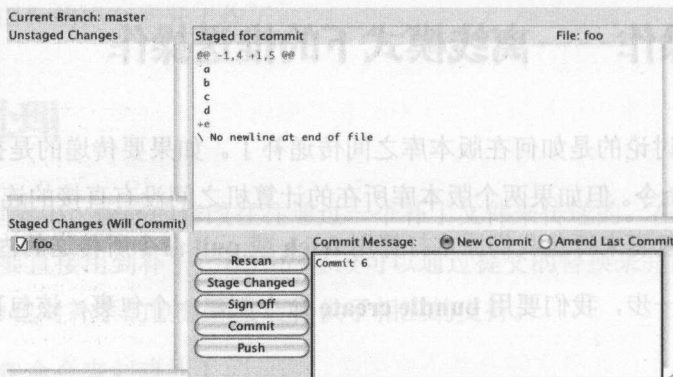 Current Branch: master
Unstaged Changes
Staged for commit
File: foo
@@ -1,4 +1,5 @@
a
b
c
d
+e
\ No newline at end of file
Staged Changes (Will Commit)
foo
Commit Message:
New Commit
Amend Last Commit
Rescan
Stage Changed
Sign Off
Commit
Push
Commit 6